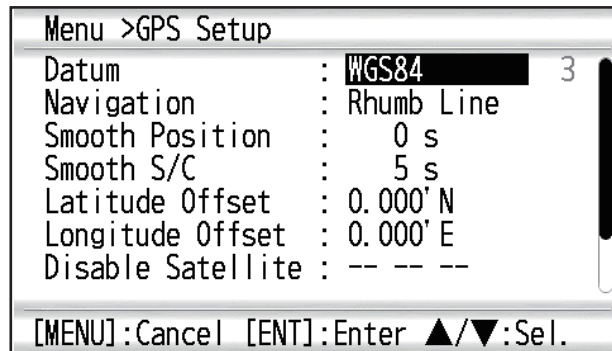 Menu >GPS Setup
Datum : WGS84 3
Navigation : Rhumb Line
Smooth Position : 0 s
Smooth S/C : 5 s
Latitude Offset : 0.000' N
Longitude Offset : 0.000' E
Disable Satellite : -- -- --
[MENU]:Cancel [ENT]:Enter ▲/▼:Sel.